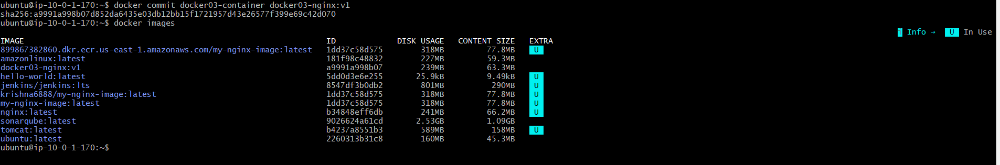 ubuntu@ip-10-0-1-170:~$ docker commit docker03-container docker03-nginx:v1
sha256:a9991a998b07d852da6435e03db12bb15f1721957d43e26577f399e69c42d070
ubuntu@ip-10-0-1-170:~$ docker images
i Info → U In Use
IMAGE ID DISK USAGE CONTENT SIZE EXTRA
899867382860.dkr.ecr.us-east-1.amazonaws.com/my-nginx-image:latest 1dd37c58d575 318MB 77.8MB U
amazonlinux:latest 181f98c48832 227MB 59.3MB
docker03-nginx:v1 a9991a998b07 239MB 63.3MB
hello-world:latest 5dd0d3e6e255 25.9kB 9.49kB U
jenkins/jenkins:lts 8547df3b0db2 801MB 290MB U
krishna6888/my-nginx-image:latest 1dd37c58d575 318MB 77.8MB U
my-nginx-image:latest 1dd37c58d575 318MB 77.8MB U
nginx:latest b34848eff6db 241MB 66.2MB U
sonarqube:latest 9026624a61cd 2.53GB 1.09GB
tomcat:latest b4237a8551b3 589MB 158MB U
ubuntu:latest 2260313b31c8 160MB 45.3MB
ubuntu@ip-10-0-1-170:~$